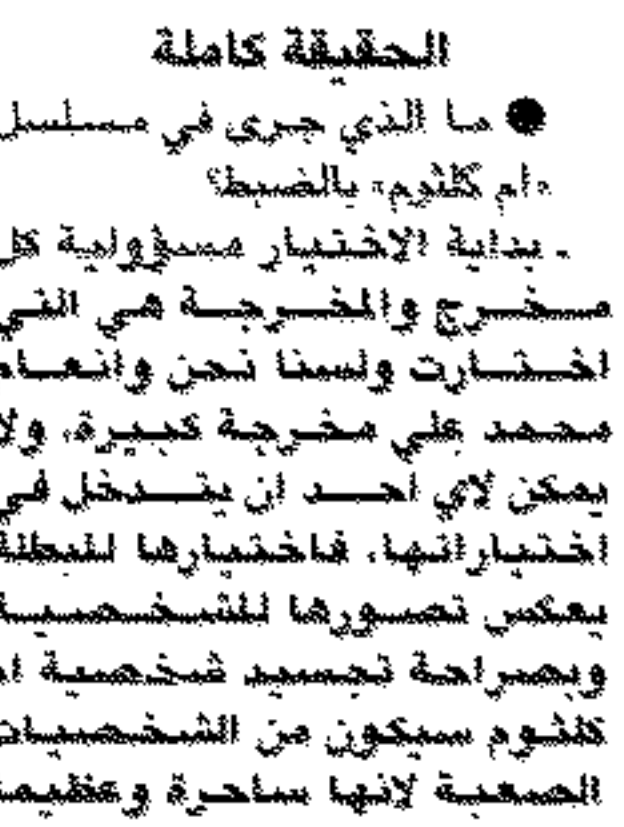 الحقيقة كاملة
● ما الذي جرى في مسلسل
«ام كلثوم» بالضبط؟
- بداية الاختيار مسؤولية كل
مخرج والمخرجة هي التي
اختارت ولسنا نحن وانعام
محمد علي مخرجة كبيرة، ولا
يمكن لاي احد ان يتدخل في
اختياراتها، فاختيارها للبطلة
يعكس تصورها للشخصية
وبصراحة تجسيد شخصية ام
كلثوم سيكون من الشخصيات
الصعبة لانها ساحرة وعظيمة